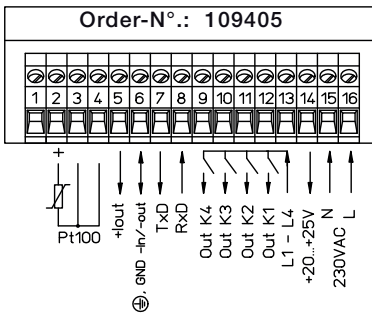 Order-N°.: 109405
1 2 3 4 5 6 7 8 9 10 11 12 13 14 15 16
+
Pt100
+Iout
⏚, GND -In/-out
TxD
RxD
Out K4
Out K3
Out K2
Out K1
L1 - L4
+20...+25V
N
230VAC
L